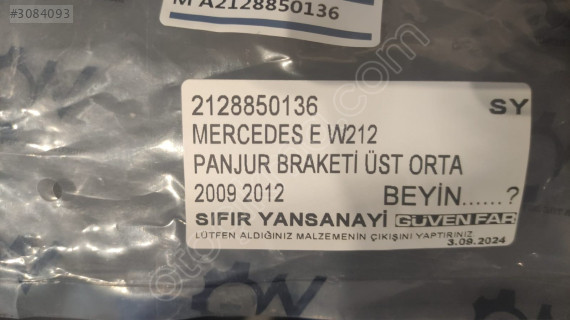 #3084093
M A2128850136
2128850136 SY
MERCEDES E W212
PANJUR BRAKETİ ÜST ORTA
2009 2012 BEYİN......?
SIFIR YANSANAYİ GÜVEN FAR
LÜTFEN ALDIĞINIZ MALZEMENİN ÇIKIŞINI YAPTIRINIZ
3.09.2024